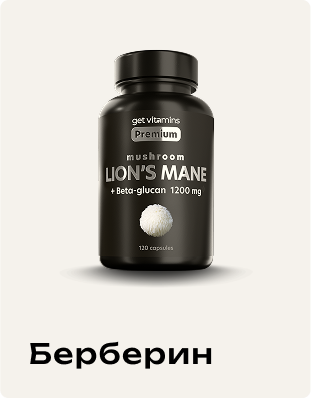 get vitamins
Premium
mushroom
LION'S MANE
+ Beta-glucan 1200 mg
120 capsules
Берберин